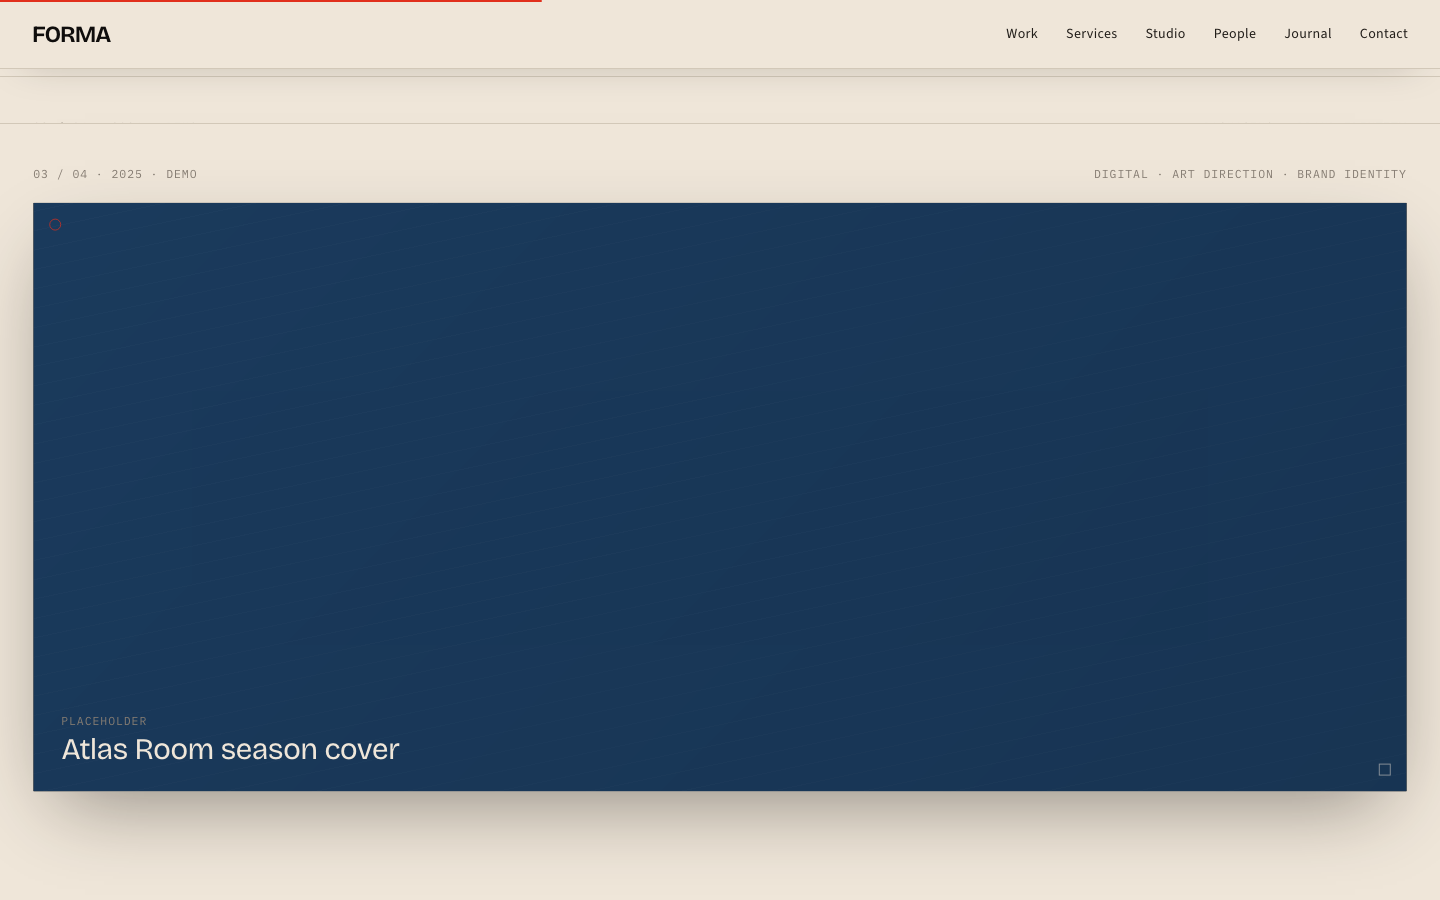 FORMA
Work Services Studio People Journal Contact
03 / 04 · 2025 · DEMO
DIGITAL · ART DIRECTION · BRAND IDENTITY
PLACEHOLDER
Atlas Room season cover